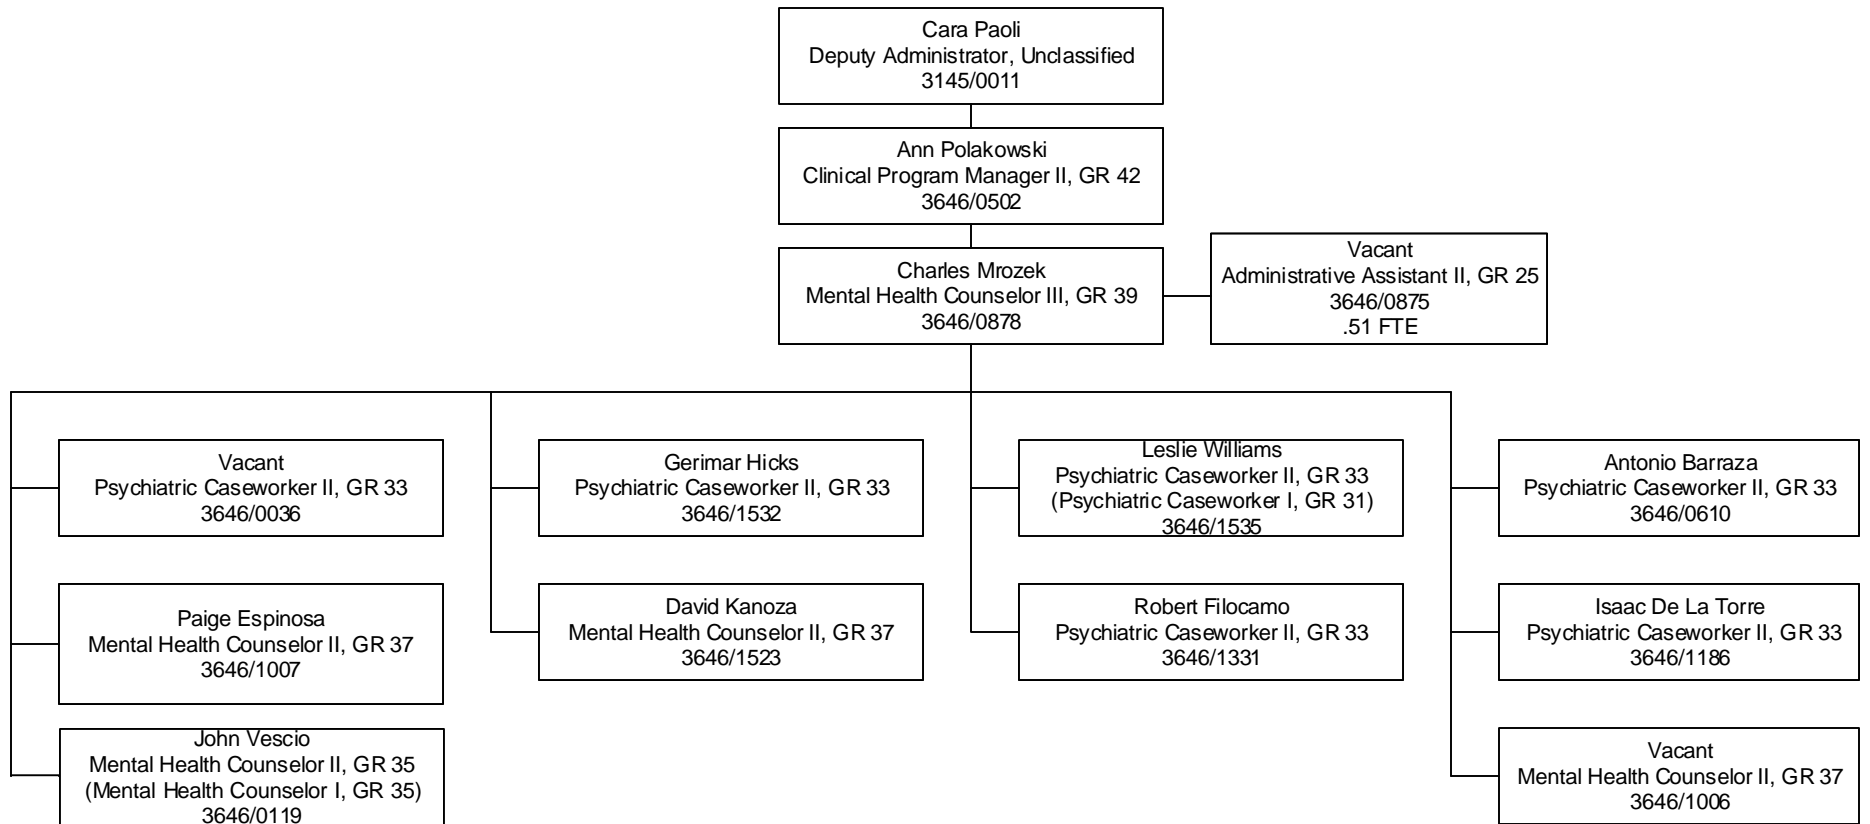 Cara Paoli
Deputy Administrator, Unclassified
3145/0011
Ann Polakowski
Clinical Program Manager II, GR 42
3646/0502
Charles Mrozek
Mental Health Counselor III, GR 39
3646/0878
Vacant
Administrative Assistant II, GR 25
3646/0875
.51 FTE
Vacant
Psychiatric Caseworker II, GR 33
3646/0036
Gerimar Hicks
Psychiatric Caseworker II, GR 33
3646/1532
Leslie Williams
Psychiatric Caseworker II, GR 33
(Psychiatric Caseworker I, GR 31)
3646/1535
Antonio Barraza
Psychiatric Caseworker II, GR 33
3646/0610
Paige Espinosa
Mental Health Counselor II, GR 37
3646/1007
David Kanoza
Mental Health Counselor II, GR 37
3646/1523
Robert Filocamo
Psychiatric Caseworker II, GR 33
3646/1331
Isaac De La Torre
Psychiatric Caseworker II, GR 33
3646/1186
John Vescio
Mental Health Counselor II, GR 35
(Mental Health Counselor I, GR 35)
3646/0119
Vacant
Mental Health Counselor II, GR 37
3646/1006